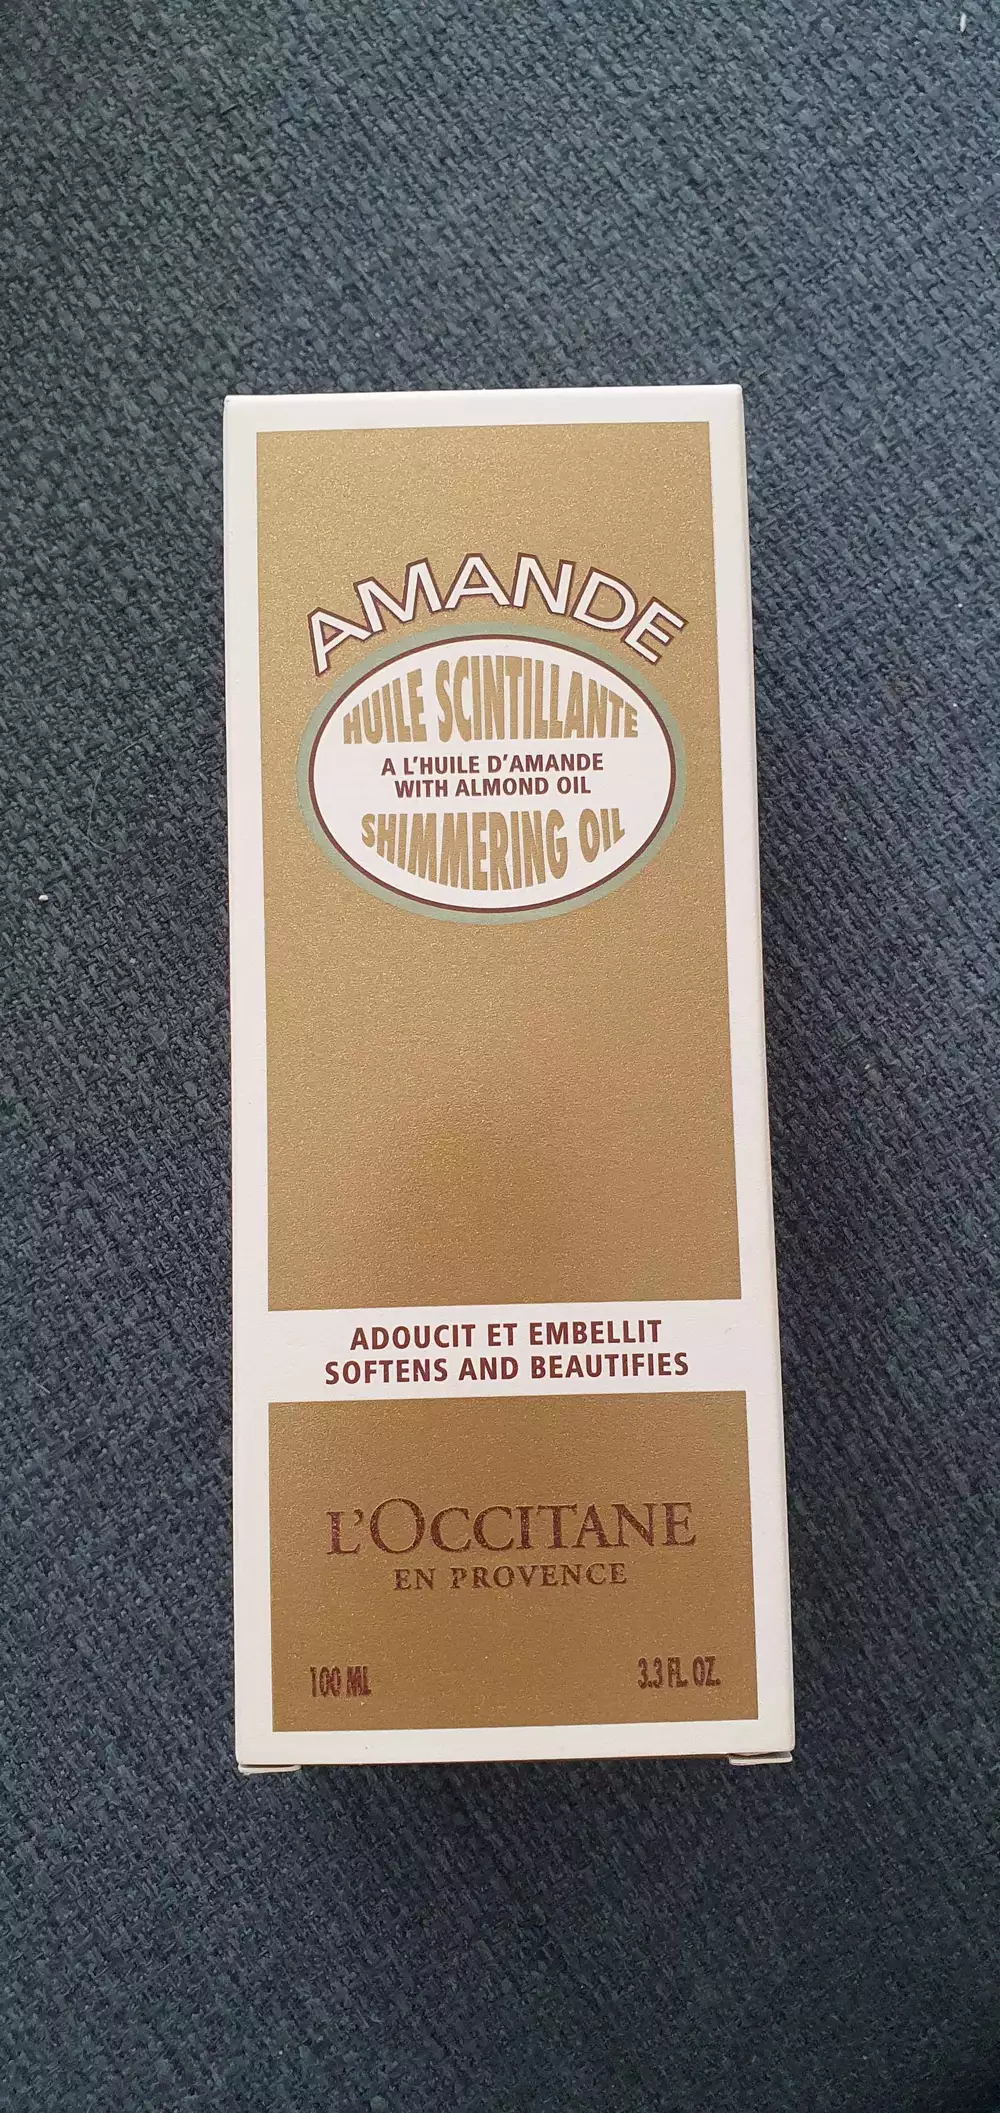 AMANDE
HUILE SCINTILLANTE
A L'HUILE D'AMANDE
WITH ALMOND OIL
SHIMMERING OIL
ADOUCIT ET EMBELLIT
SOFTENS AND BEAUTIFIES
L'OCCITANE
EN PROVENCE
100 ML 3.3 FL. OZ.